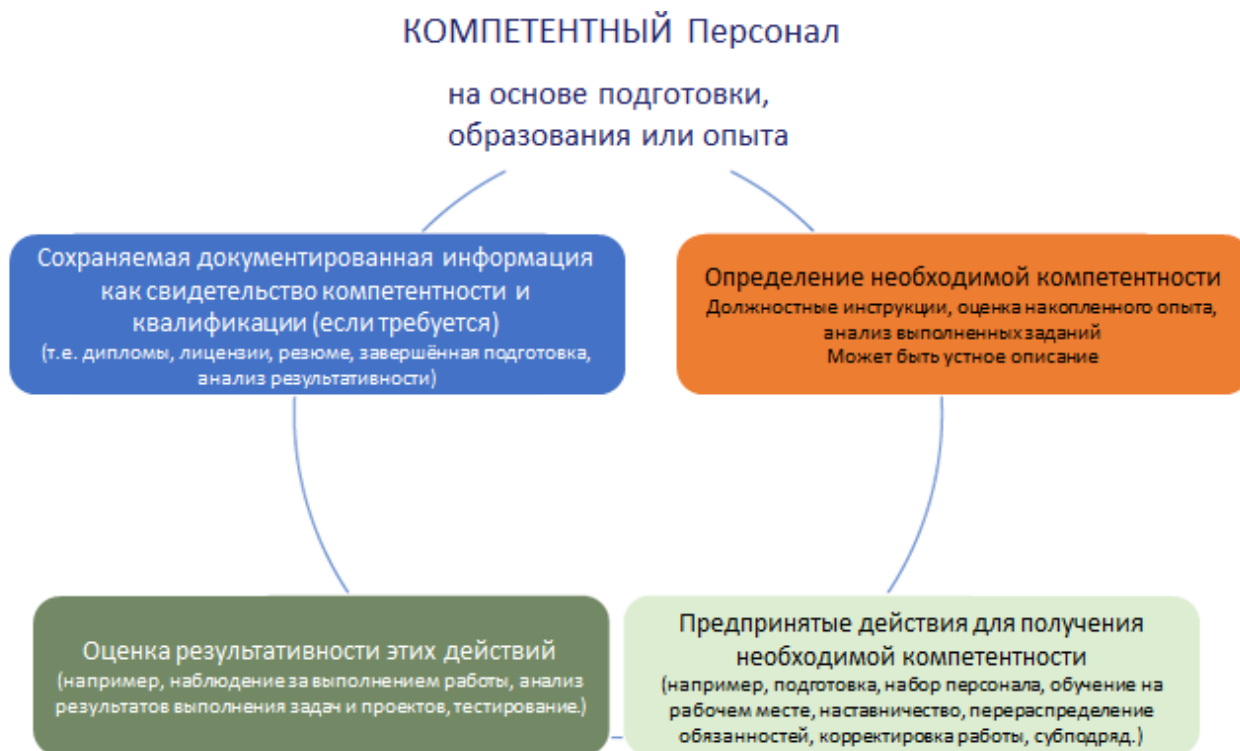 КОМПЕТЕНТНЫЙ Персонал
на основе подготовки,
образования или опыта
Сохраняемая документированная информация
как свидетельство компетентности и
квалификации (если требуется)
(т.е. дипломы, лицензии, резюме, завершённая подготовка,
анализ результативности)
Определение необходимой компетентности
Должностные инструкции, оценка накопленного опыта,
анализ выполненных заданий
Может быть устное описание
Оценка результативности этих действий
(например, наблюдение за выполнением работы, анализ
результатов выполнения задач и проектов, тестирование.)
Предпринятые действия для получения
необходимой компетентности
(например, подготовка, набор персонала, обучение на
рабочем месте, наставничество, перераспределение
обязанностей, корректировка работы, субподряд.)